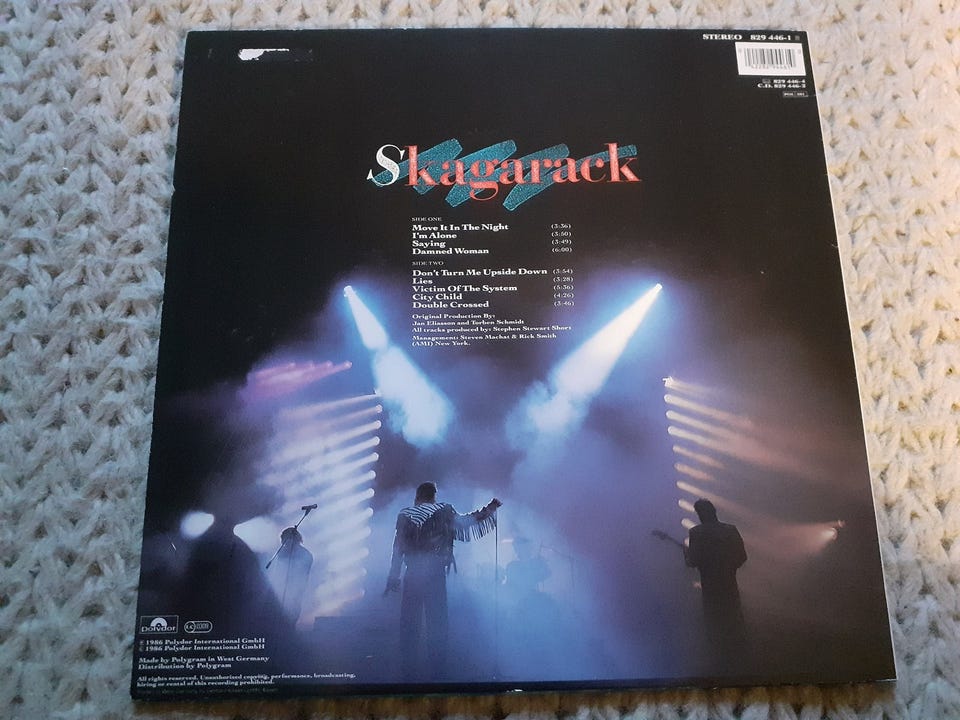 STEREO 829 446-1
829 446-4
C.D. 829 446-2
Skagarack
SIDE ONE
Move It In The Night (3:36)
I'm Alone (3:50)
Saying (3:49)
Damned Woman (6:00)
SIDE TWO
Don't Turn Me Upside Down (3:54)
Lies (3:28)
Victim Of The System (5:36)
City Child (4:26)
Double Crossed (3:46)
Original Production By:
Jan Eliasson and Torben Schmidt
All tracks produced by: Stephen Stewart Short
Management: Steven Machat & Rick Smith
(AMI) New York.
Polydor
LC 0309
℗ 1986 Polydor International GmbH
© 1986 Polydor International GmbH
Made by Polygram in West Germany
Distribution by Polygram
All rights reserved. Unauthorised copying, performance, broadcasting,
hiring or rental of this recording prohibited.